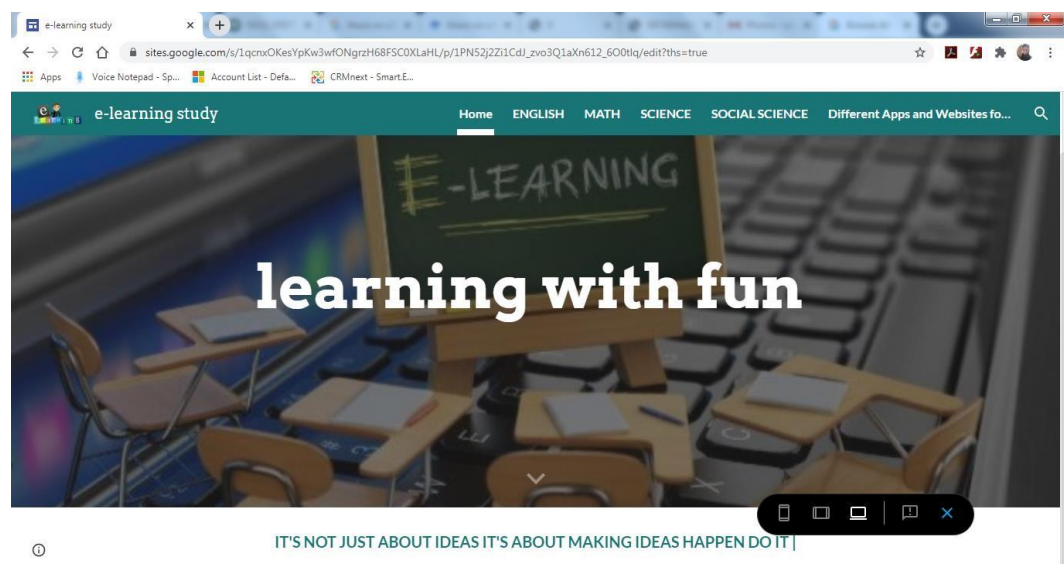 e-learning study
sites.google.com/s/1qcnxOKesYpKw3wfONgrzH68FSC0XLaHL/p/1PN52j2Zi1CdJ_zvo3Q1aXn612_6O0tlq/edit?ths=true
Apps Voice Notepad - Sp... Account List - Defa... CRMnext - Smart.E...
e-learning study Home ENGLISH MATH SCIENCE SOCIAL SCIENCE Different Apps and Websites fo...
E-LEARNING
learning with fun
IT'S NOT JUST ABOUT IDEAS IT'S ABOUT MAKING IDEAS HAPPEN DO IT |